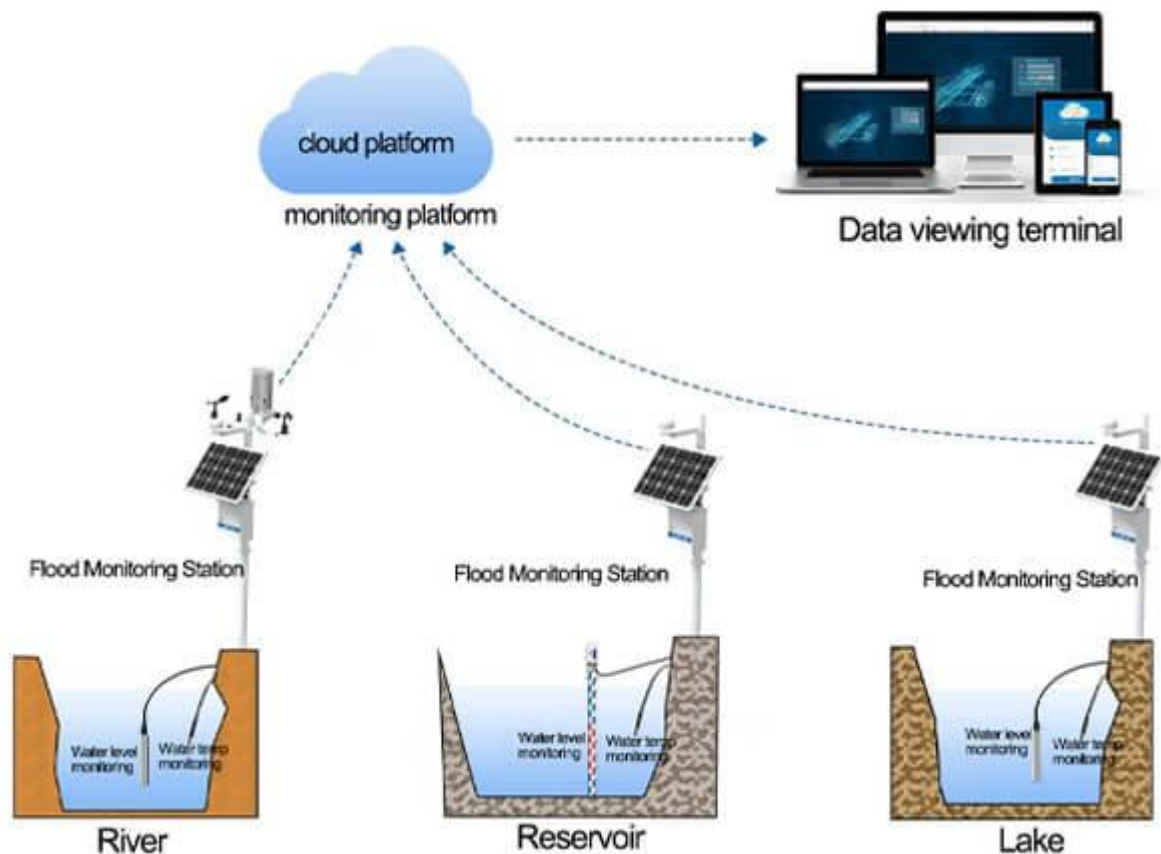 cloud platform
monitoring platform
Data viewing terminal
Flood Monitoring Station
Flood Monitoring Station
Flood Monitoring Station
Water level
monitoring
Water temp
monitoring
Water level
monitoring
Water temp
monitoring
Water level
monitoring
Water temp
monitoring
River
Reservoir
Lake